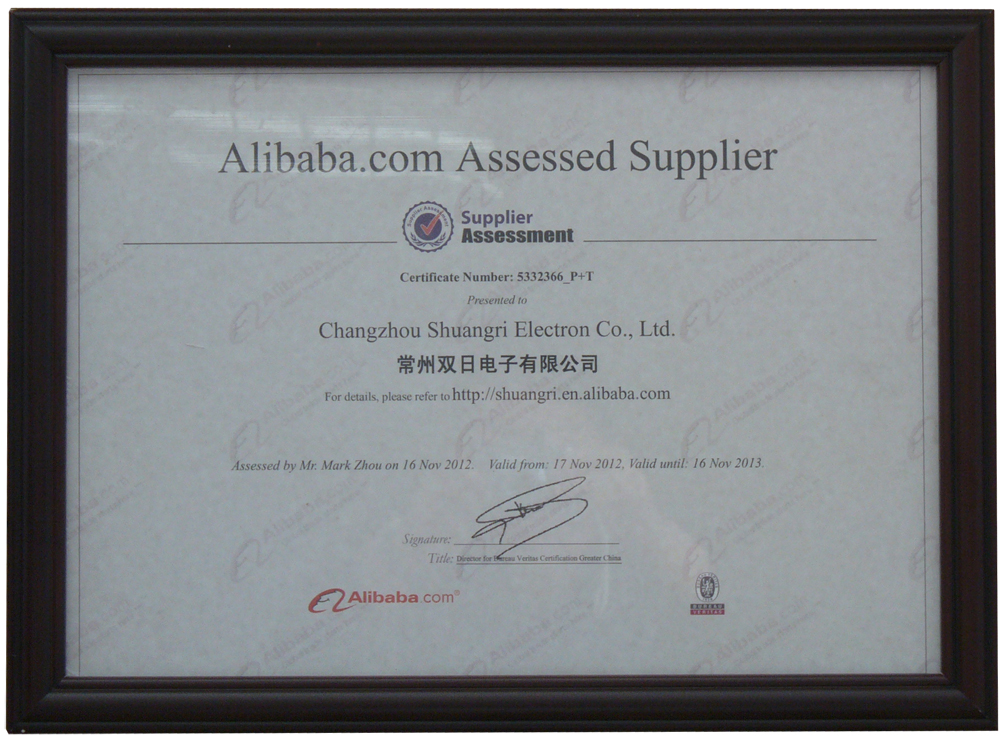 Alibaba.com Assessed Supplier
Supplier
Assessment
Certificate Number: 5332366_P+T
Presented to
Changzhou Shuangri Electron Co., Ltd.
常州双日电子有限公司
For details, please refer to http://shuangri.en.alibaba.com
Assessed by Mr. Mark Zhou on 16 Nov 2012. Valid from: 17 Nov 2012, Valid until: 16 Nov 2013.
Signature:
Title: Director for Bureau Veritas Certification Greater China
Alibaba.com®
BUREAU
VERITAS